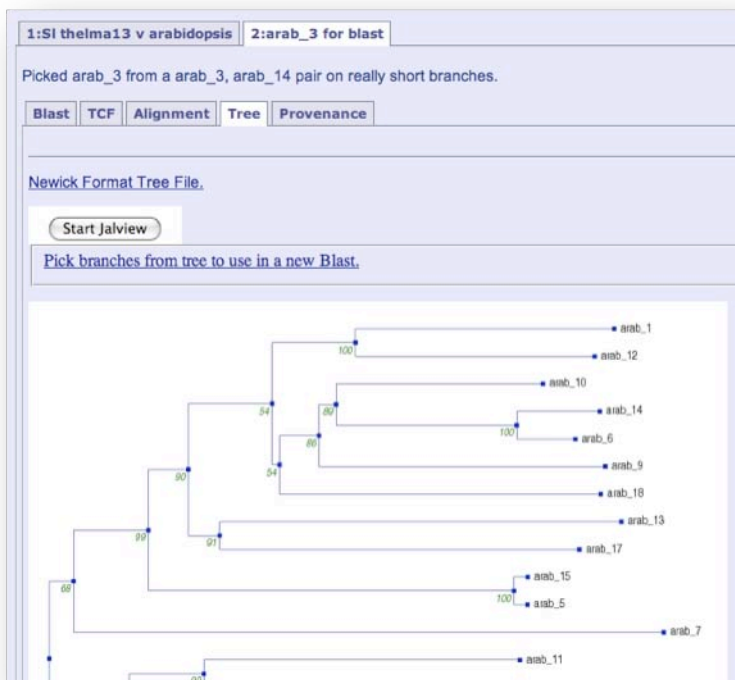 1:Sl thelma13 v arabidopsis 2:arab_3 for blast
Picked arab_3 from a arab_3, arab_14 pair on really short branches.
Blast TCF Alignment Tree Provenance
Newick Format Tree File.
Start Jalview
Pick branches from tree to use in a new Blast.
arab_1
100
arab_12
arab_10
89
54
arab_14
100
arab_6
86
arab_9
54
90
arab_18
arab_13
99
91
arab_17
arab_15
68
100
arab_5
arab_7
arab_11